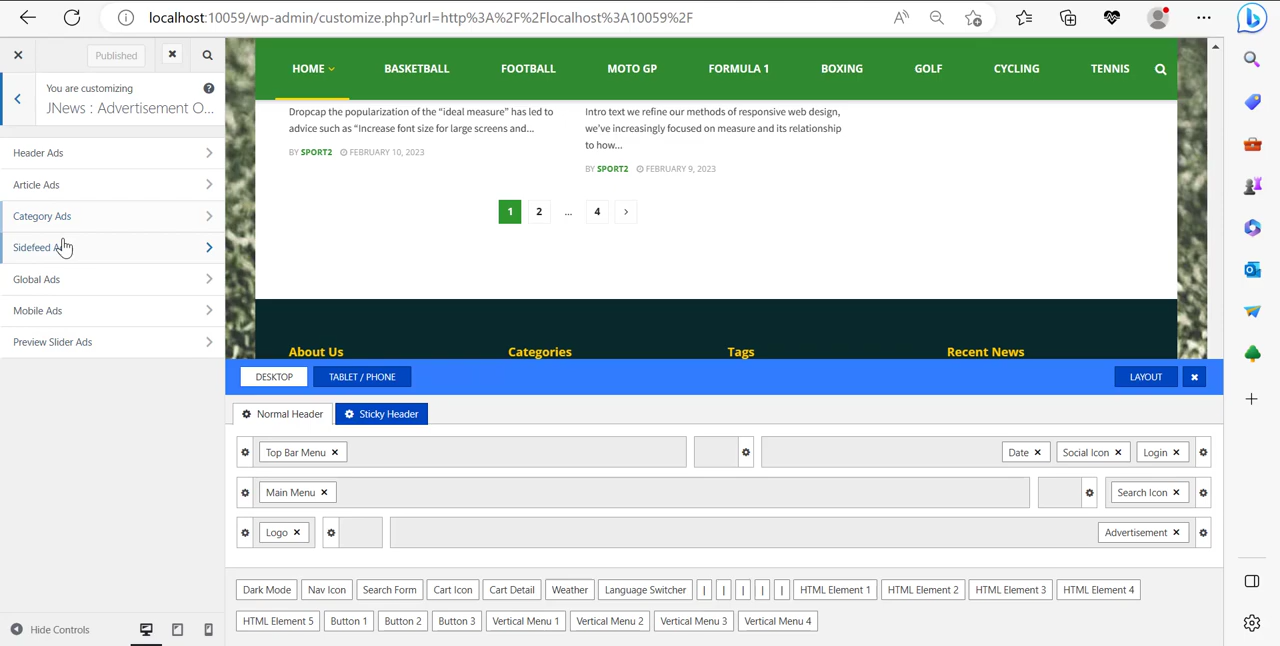 localhost:10059/wp-admin/customize.php?url=http%3A%2F%2Flocalhost%3A10059%2F
Published
You are customizing
JNews : Advertisement O...
Header Ads
Article Ads
Category Ads
Sidefeed A
Global Ads
Mobile Ads
Preview Slider Ads
Hide Controls
HOME BASKETBALL FOOTBALL MOTO GP FORMULA 1 BOXING GOLF CYCLING TENNIS
Dropcap the popularization of the “ideal measure” has led to
advice such as “Increase font size for large screens and...
BY SPORT2 FEBRUARY 10, 2023
Intro text we refine our methods of responsive web design,
we’ve increasingly focused on measure and its relationship
to how...
BY SPORT2 FEBRUARY 9, 2023
1 2 ... 4
About Us Categories Tags Recent News
DESKTOP TABLET / PHONE LAYOUT
Normal Header Sticky Header
Top Bar Menu Date Social Icon Login
Main Menu Search Icon
Logo Advertisement
Dark Mode Nav Icon Search Form Cart Icon Cart Detail Weather Language Switcher | | | | | HTML Element 1 HTML Element 2 HTML Element 3 HTML Element 4
HTML Element 5 Button 1 Button 2 Button 3 Vertical Menu 1 Vertical Menu 2 Vertical Menu 3 Vertical Menu 4